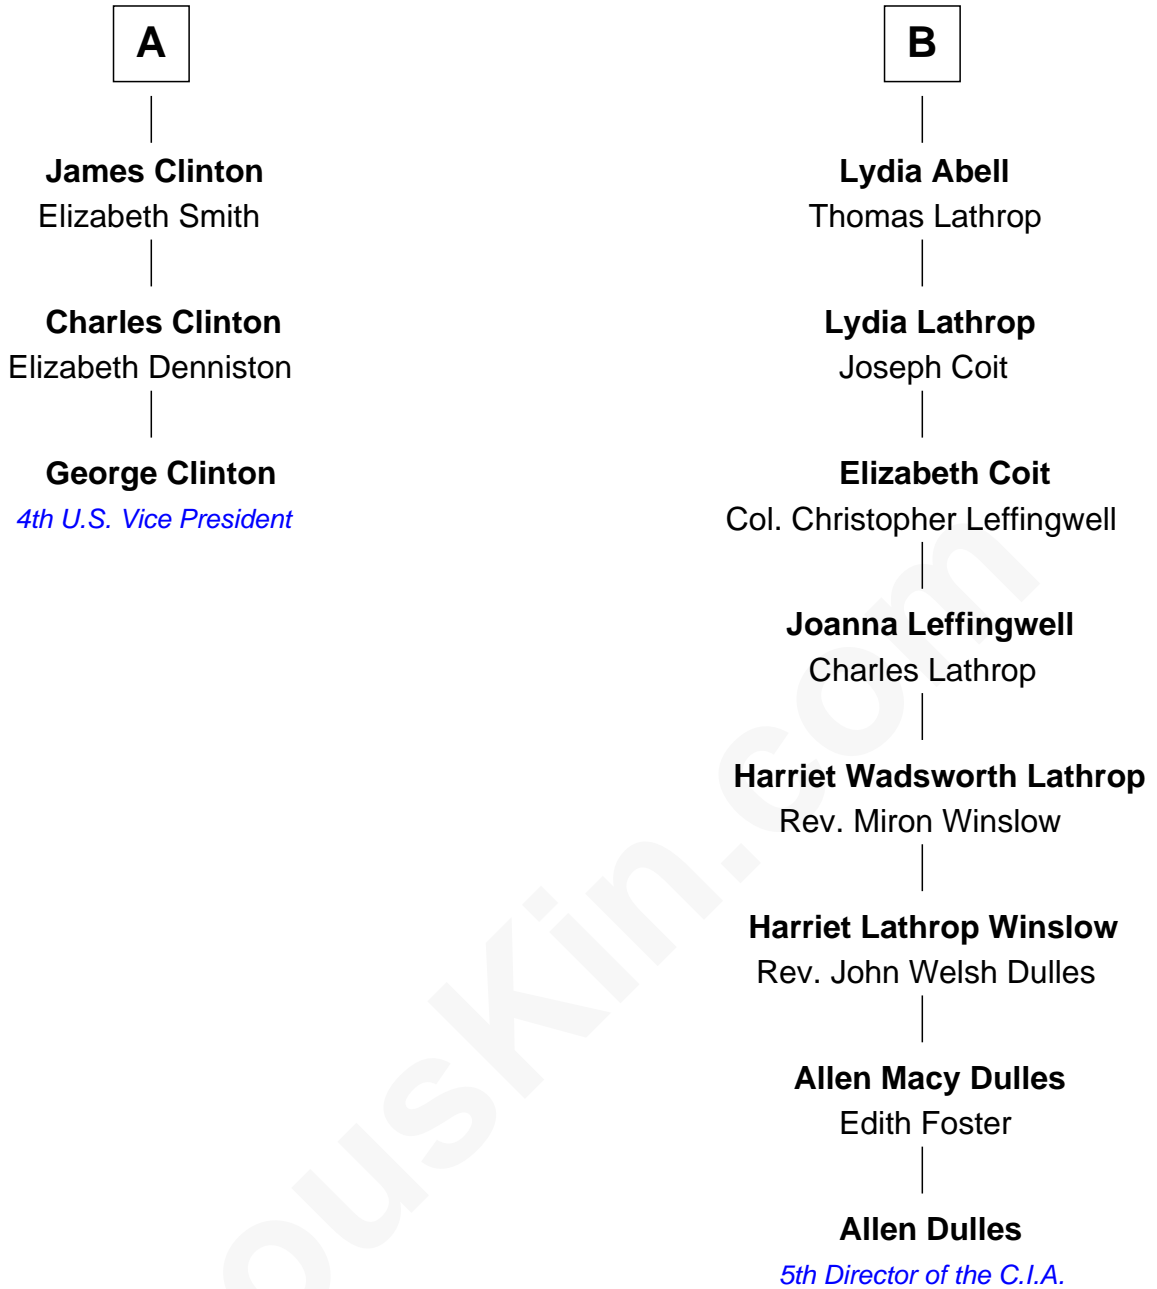 A
James Clinton
Elizabeth Smith
Charles Clinton
Elizabeth Denniston
George Clinton
4th U.S. Vice President
B
Lydia Abell
Thomas Lathrop
Lydia Lathrop
Joseph Coit
Elizabeth Coit
Col. Christopher Leffingwell
Joanna Leffingwell
Charles Lathrop
Harriet Wadsworth Lathrop
Rev. Miron Winslow
Harriet Lathrop Winslow
Rev. John Welsh Dulles
Allen Macy Dulles
Edith Foster
Allen Dulles
5th Director of the C.I.A.
ousKin.com